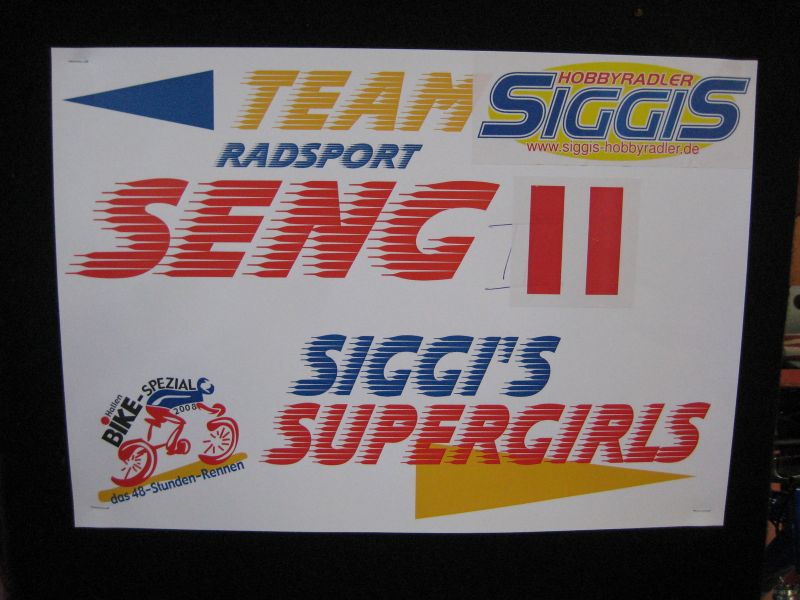 TEAM
HOBBYRADLER
SIGGIS
www.siggis-hobbyradler.de
RADSPORT
SENG II
SIGGI'S
SUPERGIRLS
Hallen
BIKE-SPEZIAL
2008
das 48-Stunden-Rennen